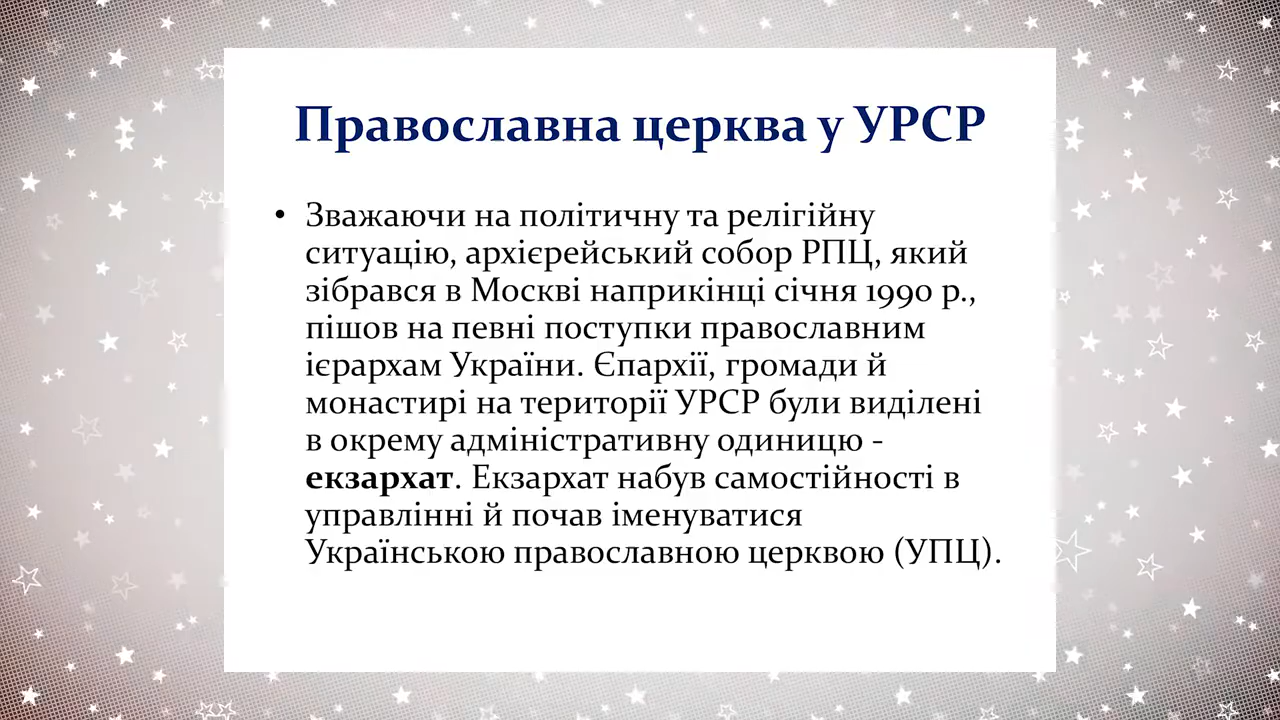 Православна церква у УРСР
• Зважаючи на політичну та релігійну
ситуацію, архієрейський собор РПЦ, який
зібрався в Москві наприкінці січня 1990 р.,
пішов на певні поступки православним
ієрархам України. Єпархії, громади й
монастирі на території УРСР були виділені
в окрему адміністративну одиницю -
екзархат. Екзархат набув самостійності в
управлінні й почав іменуватися
Українською православною церквою (УПЦ).